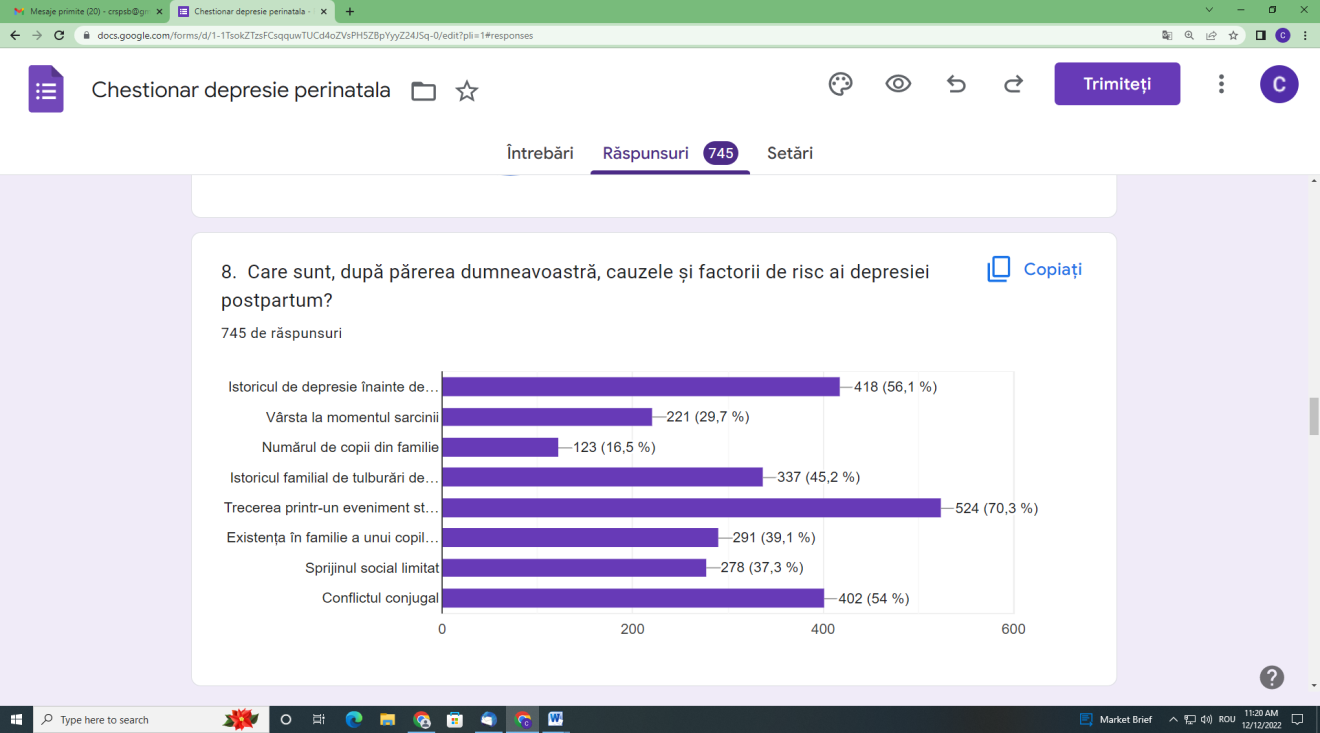 Mesaje primite (20) - crspsb@gm
Chestionar depresie perinatala -
docs.google.com/forms/d/1-1TsokZTzsFCsqquwTUCd4oZVsPH5ZBpYyyZ24JSq-0/edit?pli=1#responses
C
Chestionar depresie perinatala
Trimiteți
C
Întrebări
Răspunsuri 745
Setări
8. Care sunt, după părerea dumneavoastră, cauzele și factorii de risc ai depresiei
postpartum?
Copiați
745 de răspunsuri
Istoricul de depresie înainte de… 418 (56,1 %)
Vârsta la momentul sarcinii 221 (29,7 %)
Numărul de copii din familie 123 (16,5 %)
Istoricul familial de tulburări de… 337 (45,2 %)
Trecerea printr-un eveniment st… 524 (70,3 %)
Existența în familie a unui copil… 291 (39,1 %)
Sprijinul social limitat 278 (37,3 %)
Conflictul conjugal 402 (54 %)
0 200 400 600
Type here to search
Market Brief
ROU
11:20 AM
12/12/2022